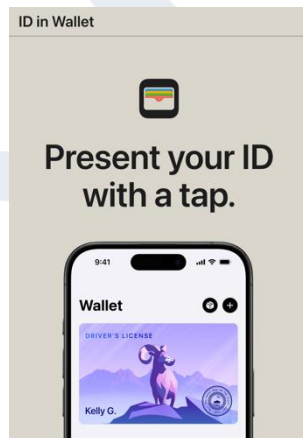 ID in Wallet
Present your ID
with a tap.
9:41
Wallet
DRIVER'S LICENSE
Kelly G.